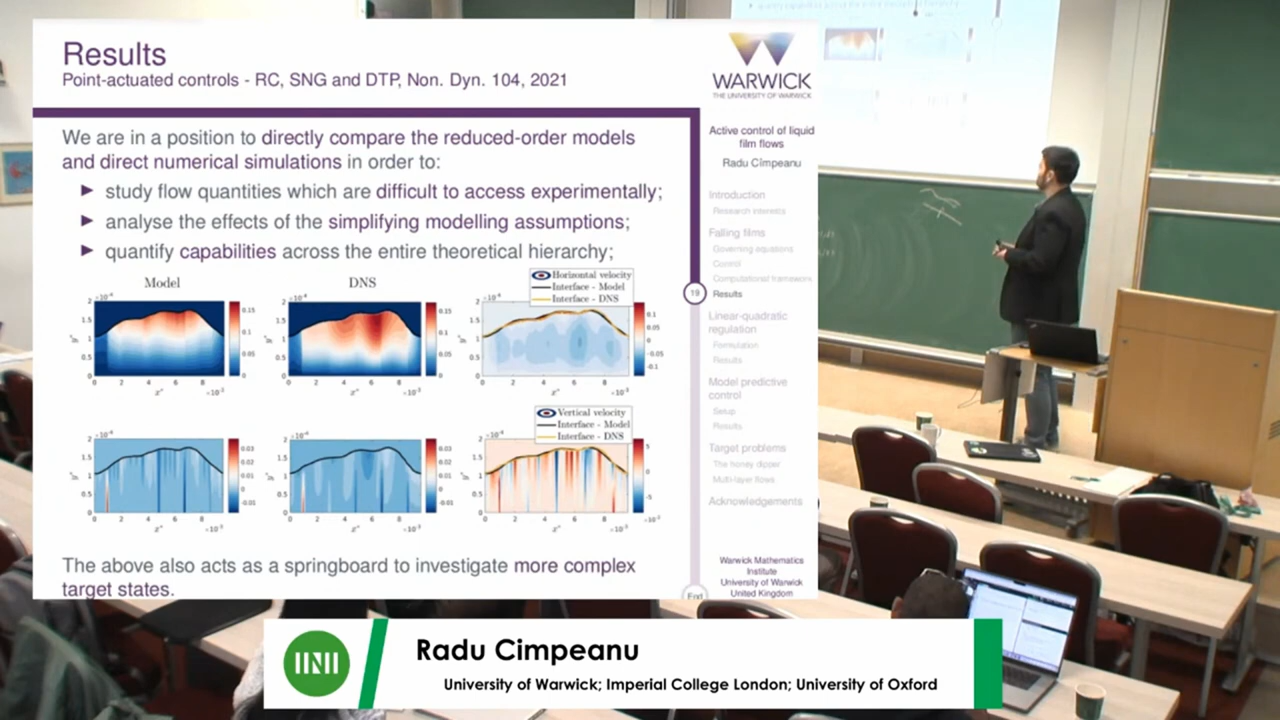 Results
Point-actuated controls - RC, SNG and DTP, Non. Dyn. 104, 2021
We are in a position to directly compare the reduced-order models
and direct numerical simulations in order to:
study flow quantities which are difficult to access experimentally;
analyse the effects of the simplifying modelling assumptions;
quantify capabilities across the entire theoretical hierarchy;
Model
DNS
Horizontal velocity
Interface - Model
Interface - DNS
Vertical velocity
Interface - Model
Interface - DNS
The above also acts as a springboard to investigate more complex
target states.
WARWICK
THE UNIVERSITY OF WARWICK
Active control of liquid
film flows
Radu Cîmpeanu
Introduction
Research interests
Falling films
Governing equations
Control
Computational framework
19
Results
Linear-quadratic
regulation
Formulation
Results
Model predictive
control
Setup
Results
Target problems
The honey dipper
Multi-layer flows
Acknowledgements
Warwick Mathematics
Institute
University of Warwick
United Kingdom
End
Radu Cimpeanu
University of Warwick; Imperial College London; University of Oxford